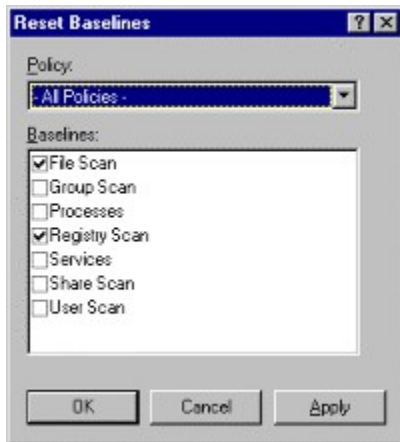 Reset Baselines
Policy:
- All Policies -
Baselines:
File Scan
Group Scan
Processes
Registry Scan
Services
Share Scan
User Scan
OK Cancel Apply